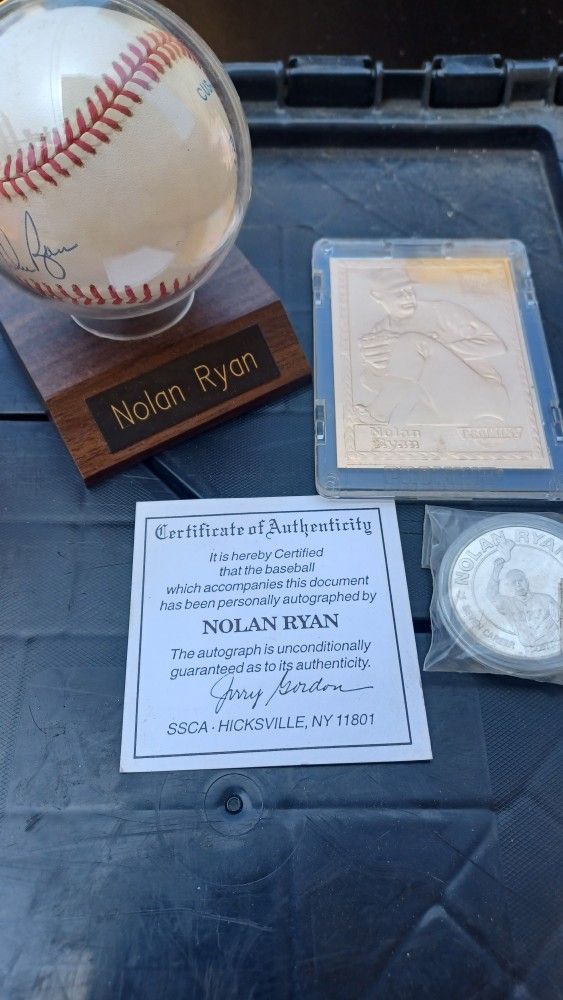 CUS
Nolan Ryan
Nolan
Ryan
Certificate of Authenticity
It is hereby Certified
that the baseball
which accompanies this document
has been personally autographed by
NOLAN RYAN
The autograph is unconditionally
guaranteed as to its authenticity.
Jerry Gordon
SSCA · HICKSVILLE, NY 11801
NOLAN RYAN